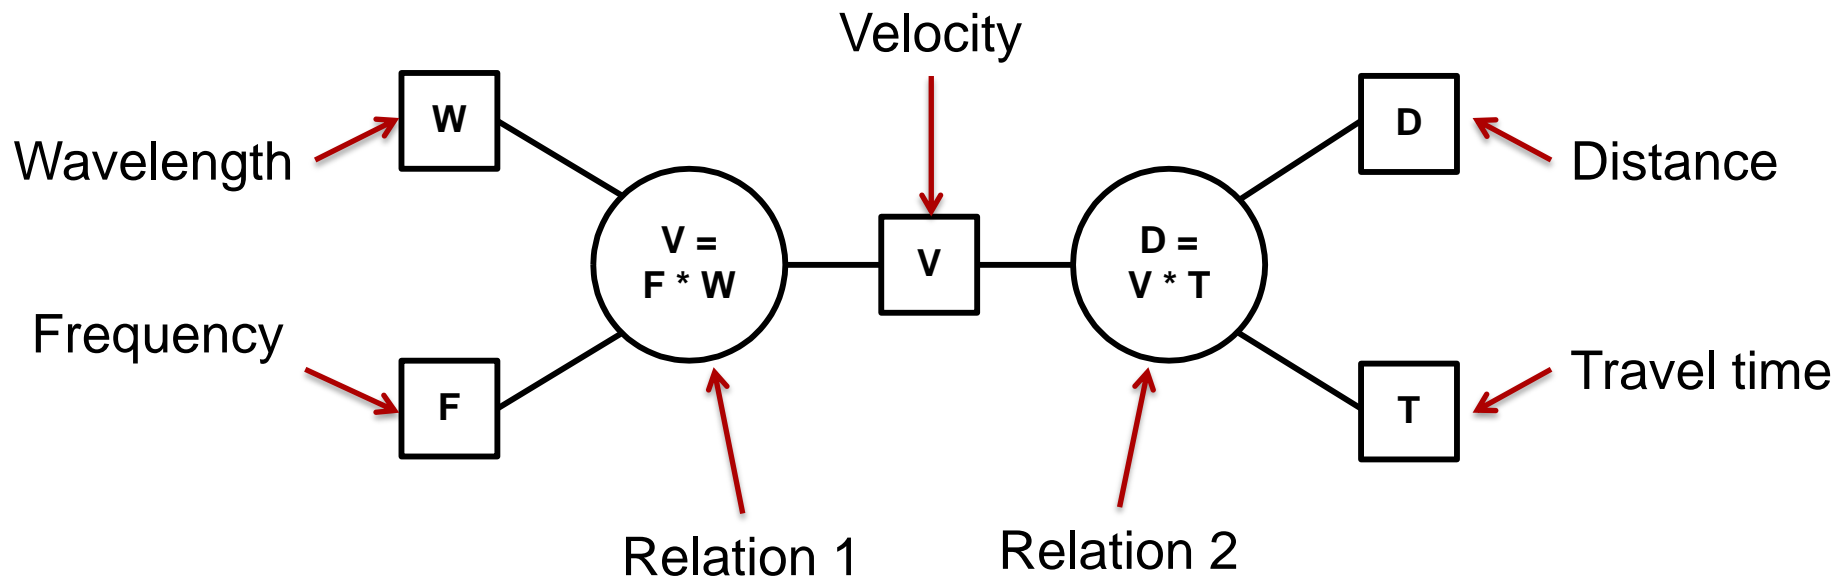 Velocity
W
D
Wavelength
Distance
V =
F * W
V
D =
V * T
Frequency
Travel time
F
T
Relation 1
Relation 2